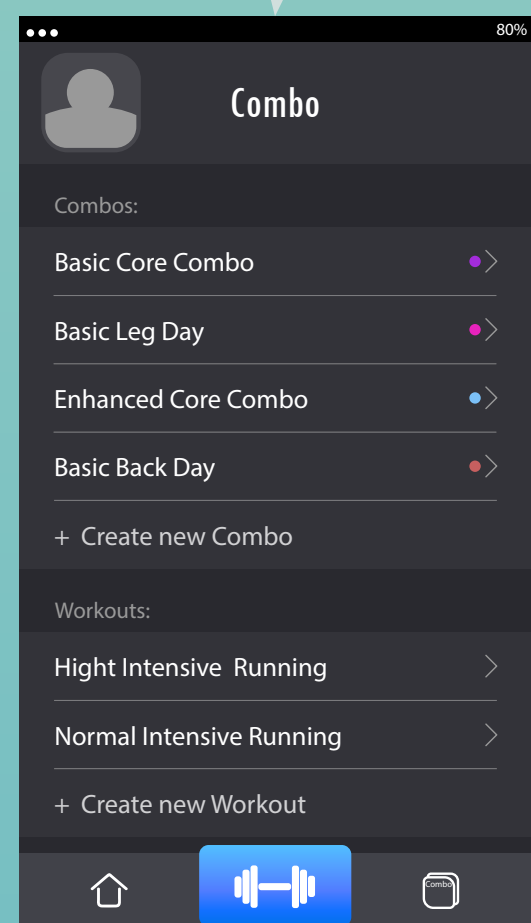 80%
Combo
Combos:
Basic Core Combo
Basic Leg Day
Enhanced Core Combo
Basic Back Day
+ Create new Combo
Workouts:
Hight Intensive  Running
Normal Intensive Running
+ Create new Workout
Combo